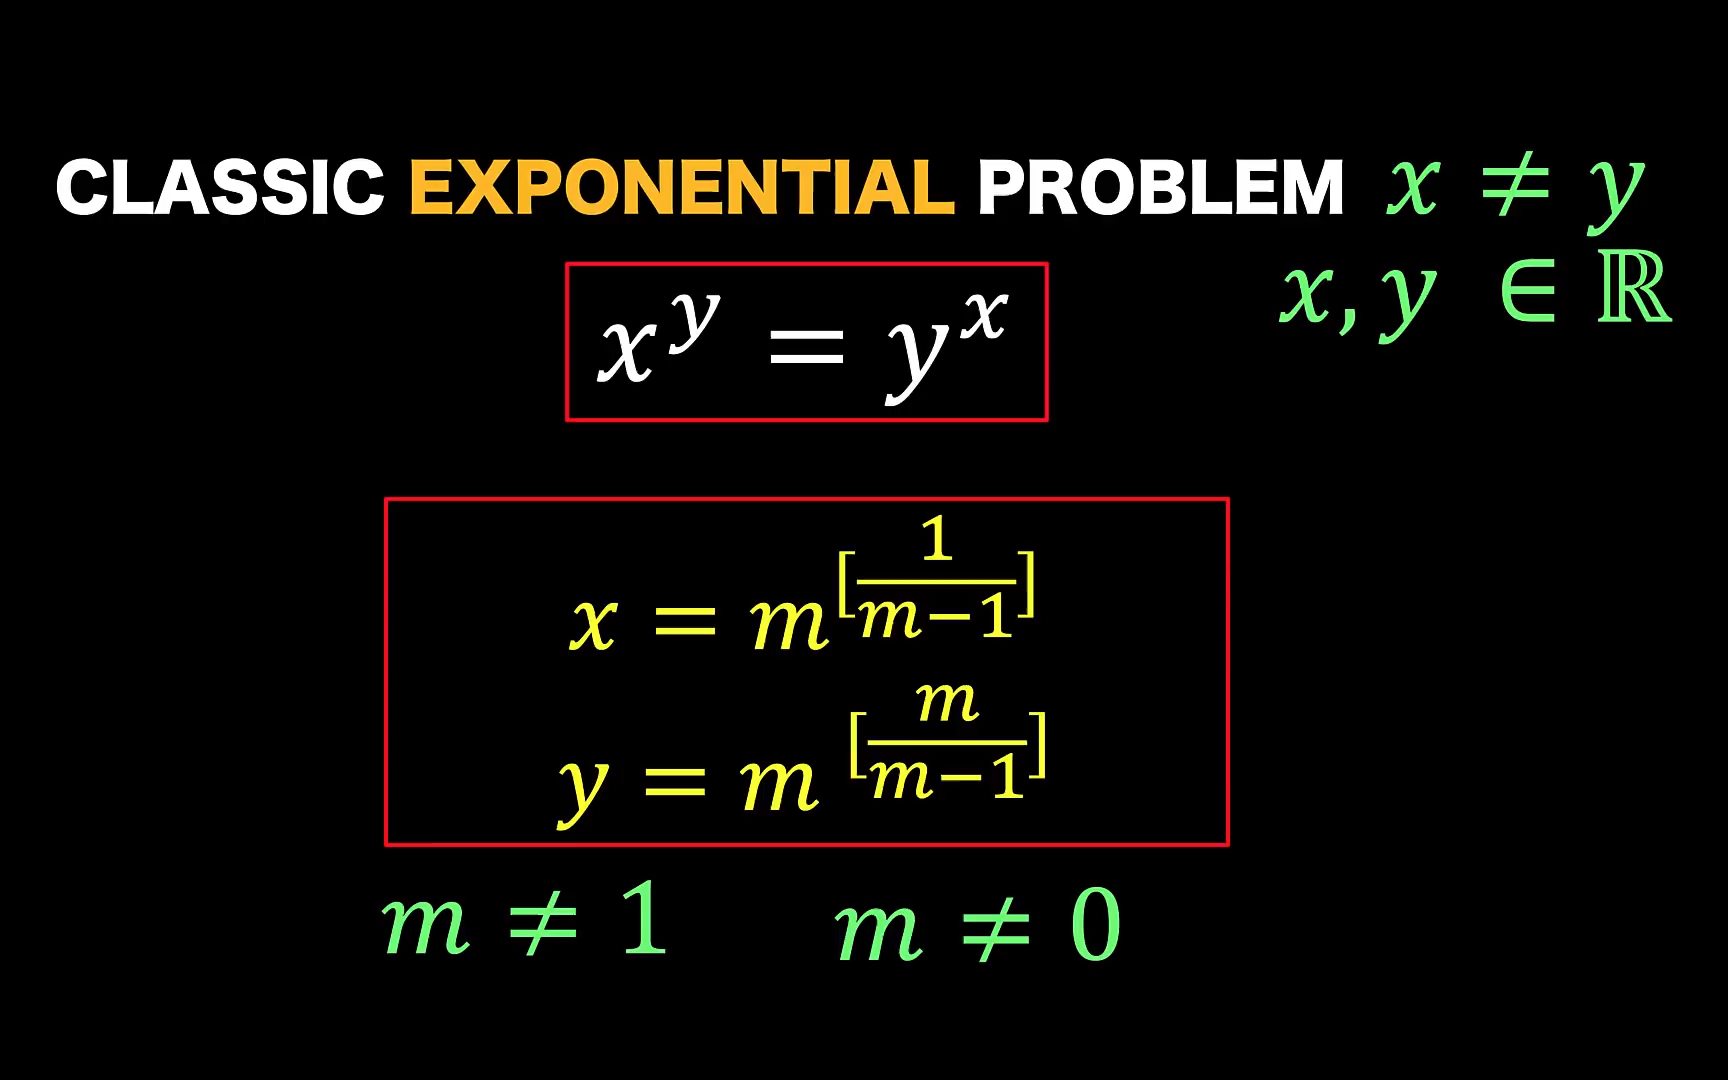 CLASSIC EXPONENTIAL PROBLEM x ≠ y
x, y ∈ ℝ
x^y = y^x
x = m^[1/(m−1)]
y = m^[m/(m−1)]
m ≠ 1 m ≠ 0